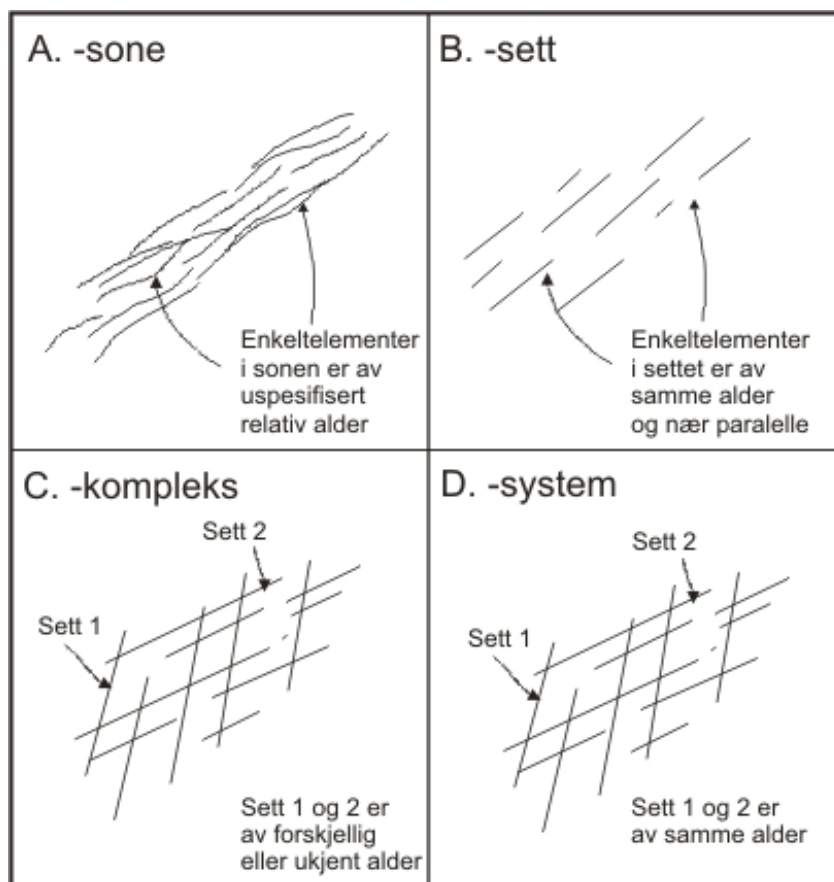 A. -sone
Enkeltelementer
i sonen er av
uspesifisert
relativ alder
B. -sett
Enkeltelementer
i settet er av
samme alder
og nær paralelle
C. -kompleks
Sett 2
Sett 1
Sett 1 og 2 er
av forskjellig
eller ukjent alder
D. -system
Sett 2
Sett 1
Sett 1 og 2 er
av samme alder